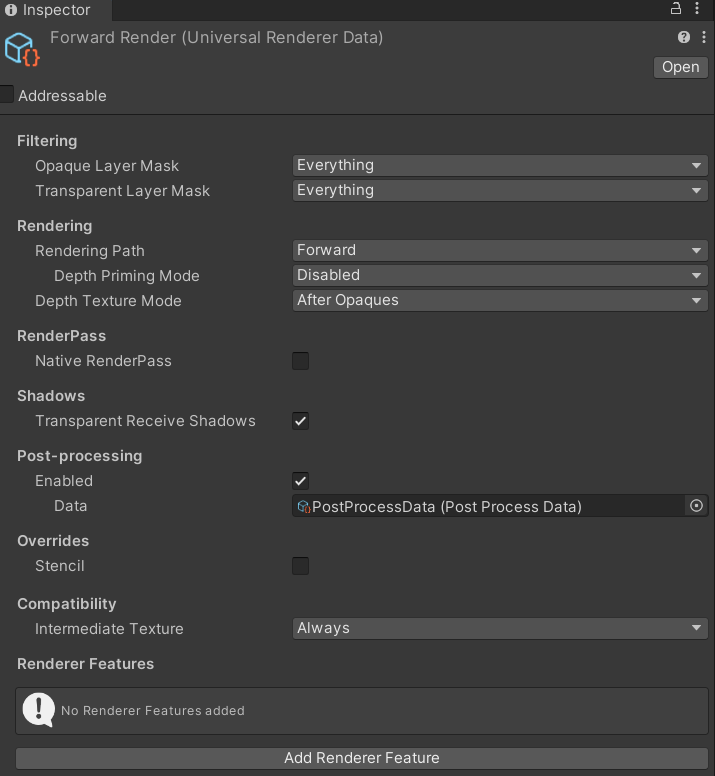 Inspector
Forward Render (Universal Renderer Data)
Open
Addressable
Filtering
Opaque Layer Mask Everything
Transparent Layer Mask Everything
Rendering
Rendering Path Forward
Depth Priming Mode Disabled
Depth Texture Mode After Opaques
RenderPass
Native RenderPass
Shadows
Transparent Receive Shadows
Post-processing
Enabled
Data PostProcessData (Post Process Data)
Overrides
Stencil
Compatibility
Intermediate Texture Always
Renderer Features
No Renderer Features added
Add Renderer Feature